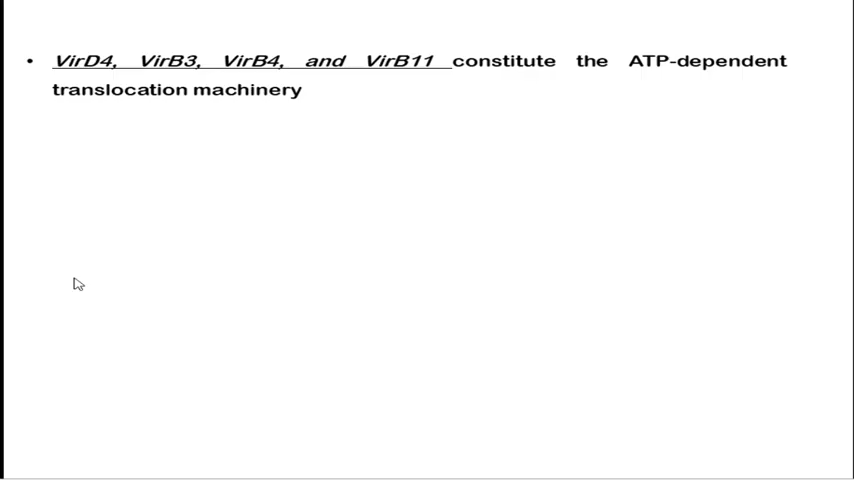 • VirD4, VirB3, VirB4, and VirB11 constitute the ATP-dependent
translocation machinery